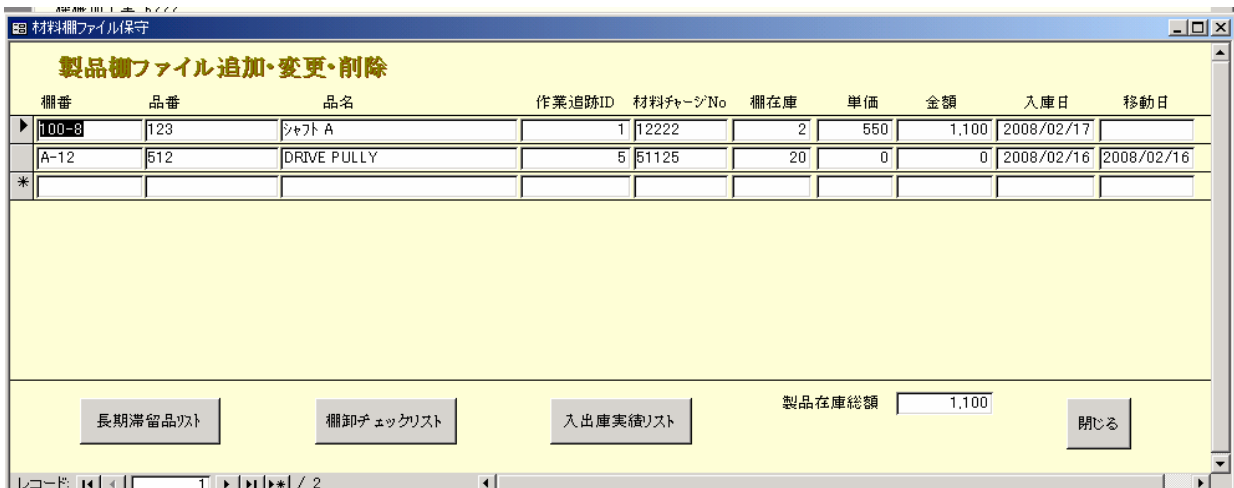 材料棚ファイル保守
製品棚ファイル追加・変更・削除
棚番 品番 品名 作業追跡ID 材料ﾁｬｰｼﾞNo 棚在庫 単価 金額 入庫日 移動日
100-8 123 ｼｬﾌﾄ A 1 12222 2 550 1,100 2008/02/17
A-12 512 DRIVE PULLY 5 51125 20 0 0 2008/02/16 2008/02/16
製品在庫総額 1,100
長期滞留品ﾘｽﾄ 棚卸チェックリスト 入出庫実績リスト 閉じる
レコード: 1 / 2